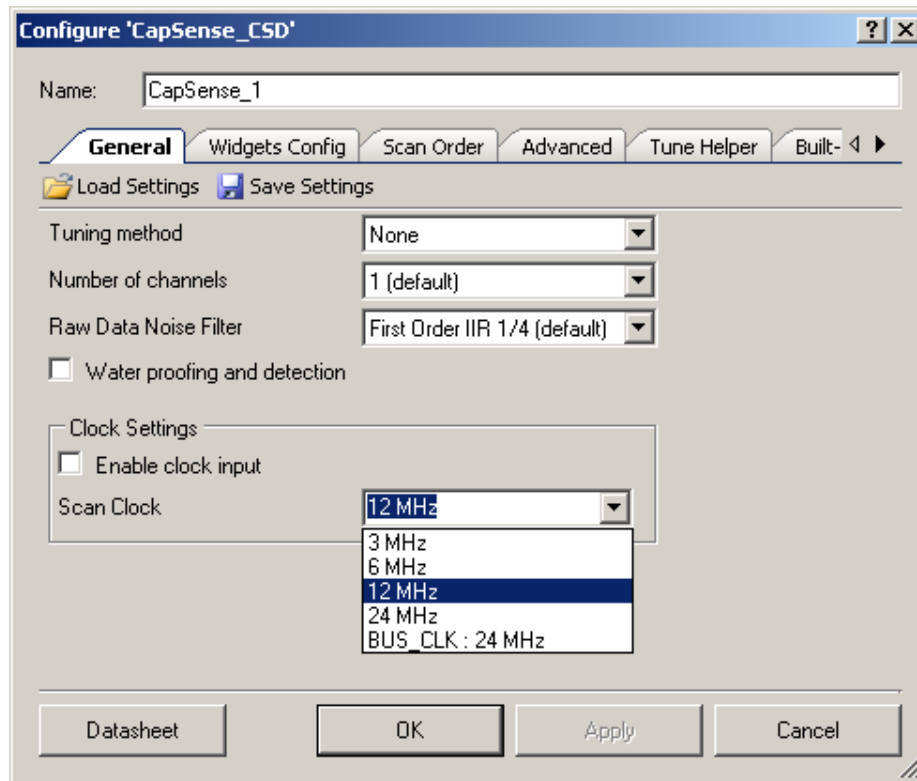 Configure 'CapSense_CSD'
Name: CapSense_1
General Widgets Config Scan Order Advanced Tune Helper Built-
Load Settings Save Settings
Tuning method None
Number of channels 1 (default)
Raw Data Noise Filter First Order IIR 1/4 (default)
Water proofing and detection
Clock Settings
Enable clock input
Scan Clock 12 MHz
3 MHz
6 MHz
12 MHz
24 MHz
BUS_CLK : 24 MHz
Datasheet OK Apply Cancel